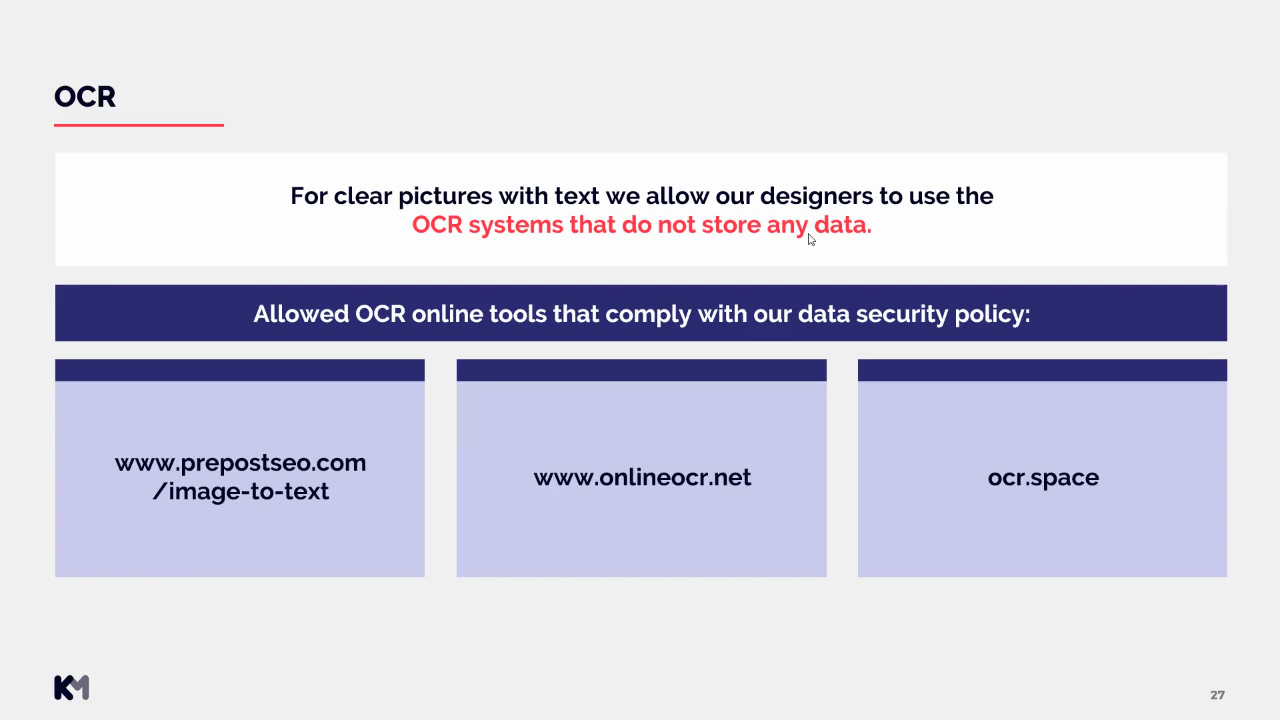 OCR
For clear pictures with text we allow our designers to use the
OCR systems that do not store any data.
Allowed OCR online tools that comply with our data security policy:
www.prepostseo.com
/image-to-text
www.onlineocr.net
ocr.space
KM
27